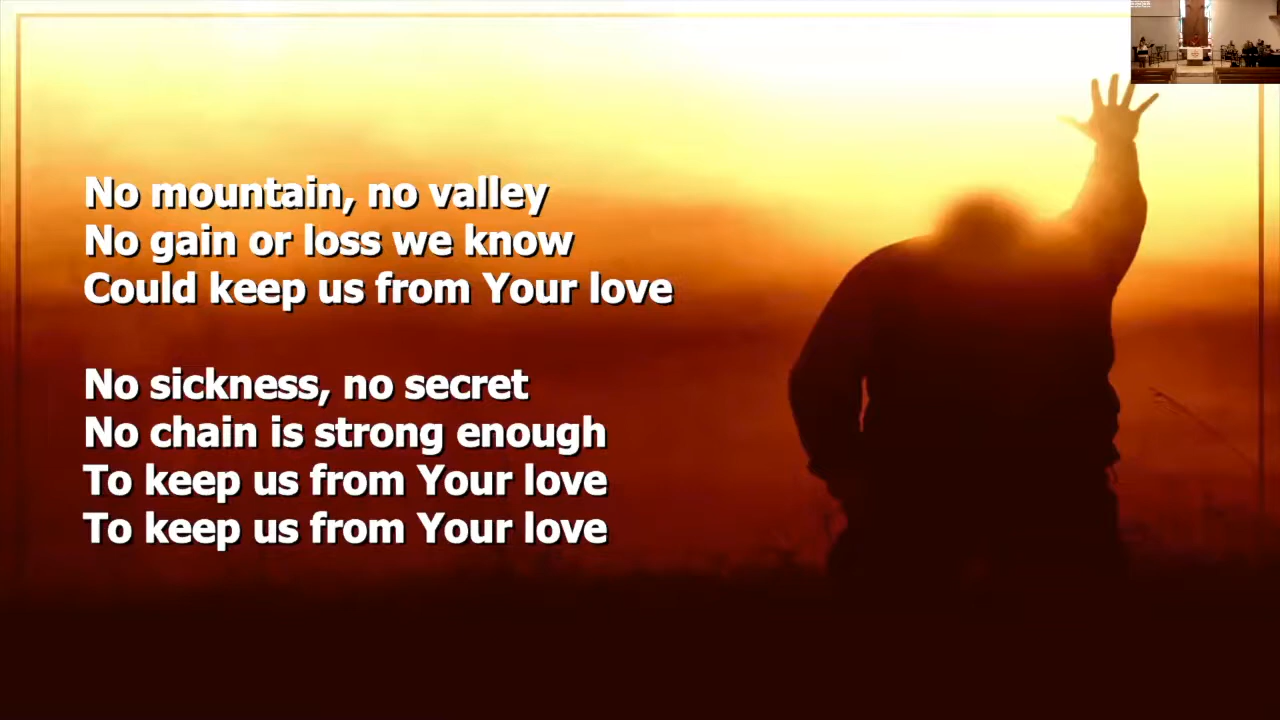 No mountain, no valley
No gain or loss we know
Could keep us from Your love
No sickness, no secret
No chain is strong enough
To keep us from Your love
To keep us from Your love